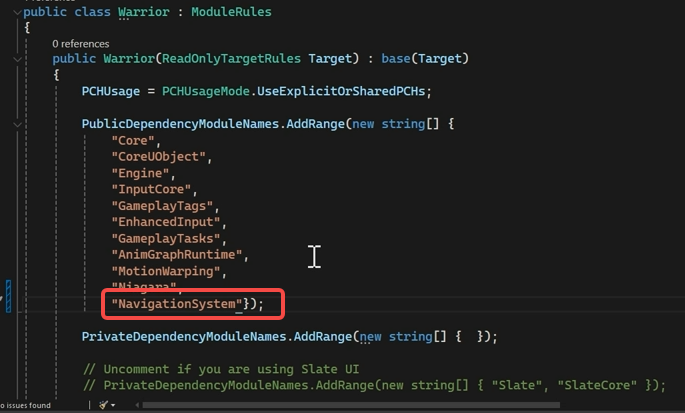 public class Warrior : ModuleRules
{
0 references
public Warrior(ReadOnlyTargetRules Target) : base(Target)
{
PCHUsage = PCHUsageMode.UseExplicitOrSharedPCHs;
PublicDependencyModuleNames.AddRange(new string[] {
"Core",
"CoreUObject",
"Engine",
"InputCore",
"GameplayTags",
"EnhancedInput",
"GameplayTasks",
"AnimGraphRuntime",
"MotionWarping",
"Niagara",
"NavigationSystem"});
PrivateDependencyModuleNames.AddRange(new string[] {  });
// Uncomment if you are using Slate UI
// PrivateDependencyModuleNames.AddRange(new string[] { "Slate", "SlateCore" });
o issues found